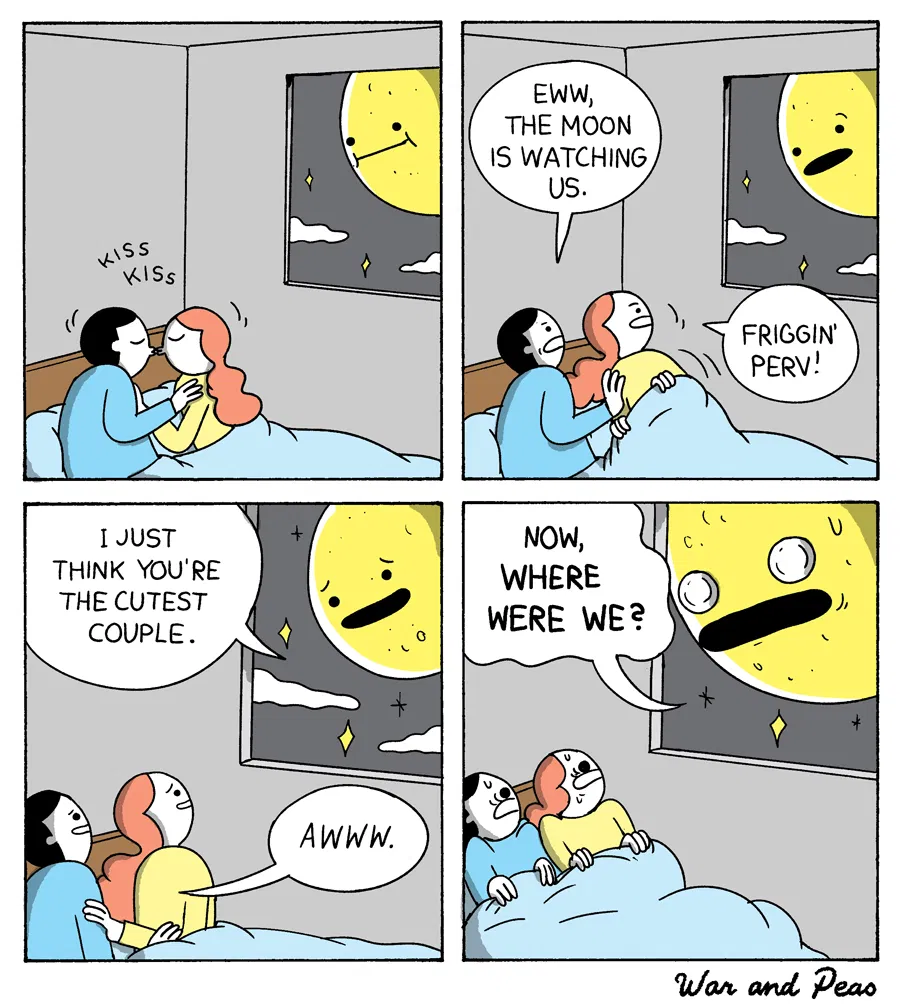 KISS
KISS
EWW,
THE MOON
IS WATCHING
US.
FRIGGIN'
PERV!
I JUST
THINK YOU'RE
THE CUTEST
COUPLE.
AWWW.
NOW,
WHERE
WERE WE?
War and Peas